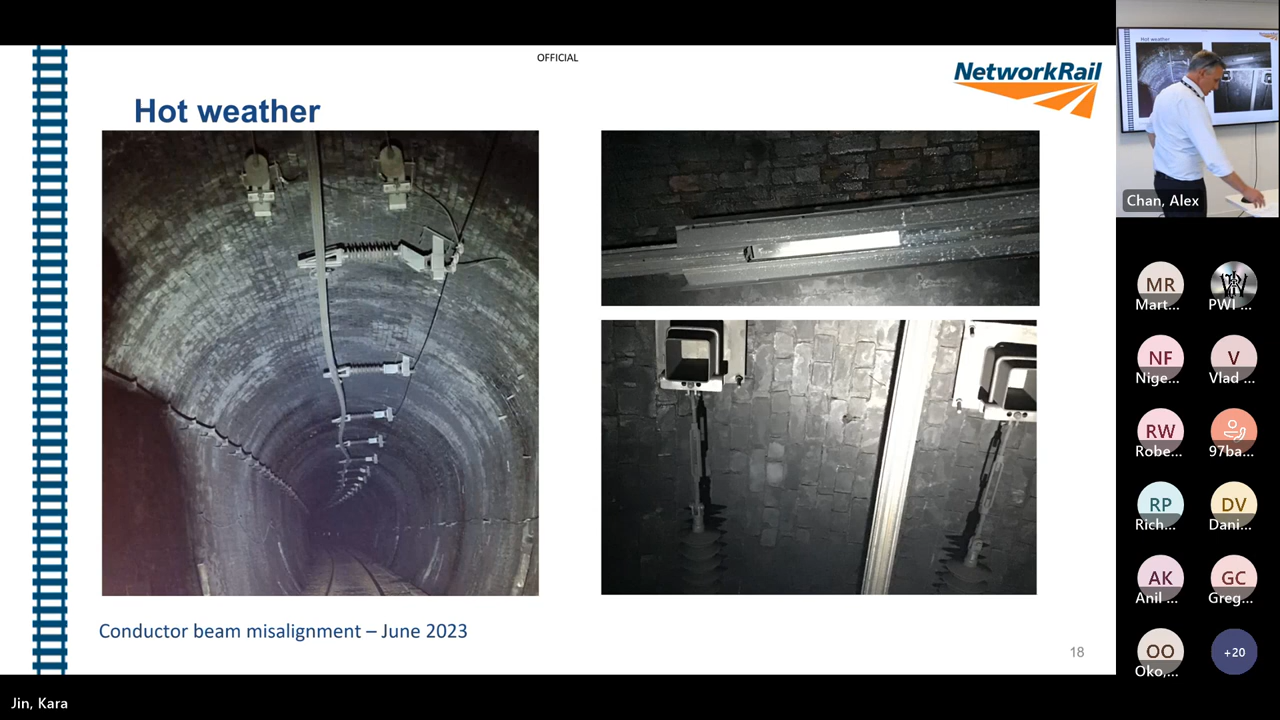 OFFICIAL
NetworkRail
Hot weather
Conductor beam misalignment – June 2023
18
Hot weather
Chan, Alex
MR
Mart...
PWI ...
NF
Nige...
V
Vlad ...
RW
Robe...
97ba...
RP
Rich...
DV
Dani...
AK
Anil ...
GC
Greg...
OO
Oko,...
+20
Jin, Kara